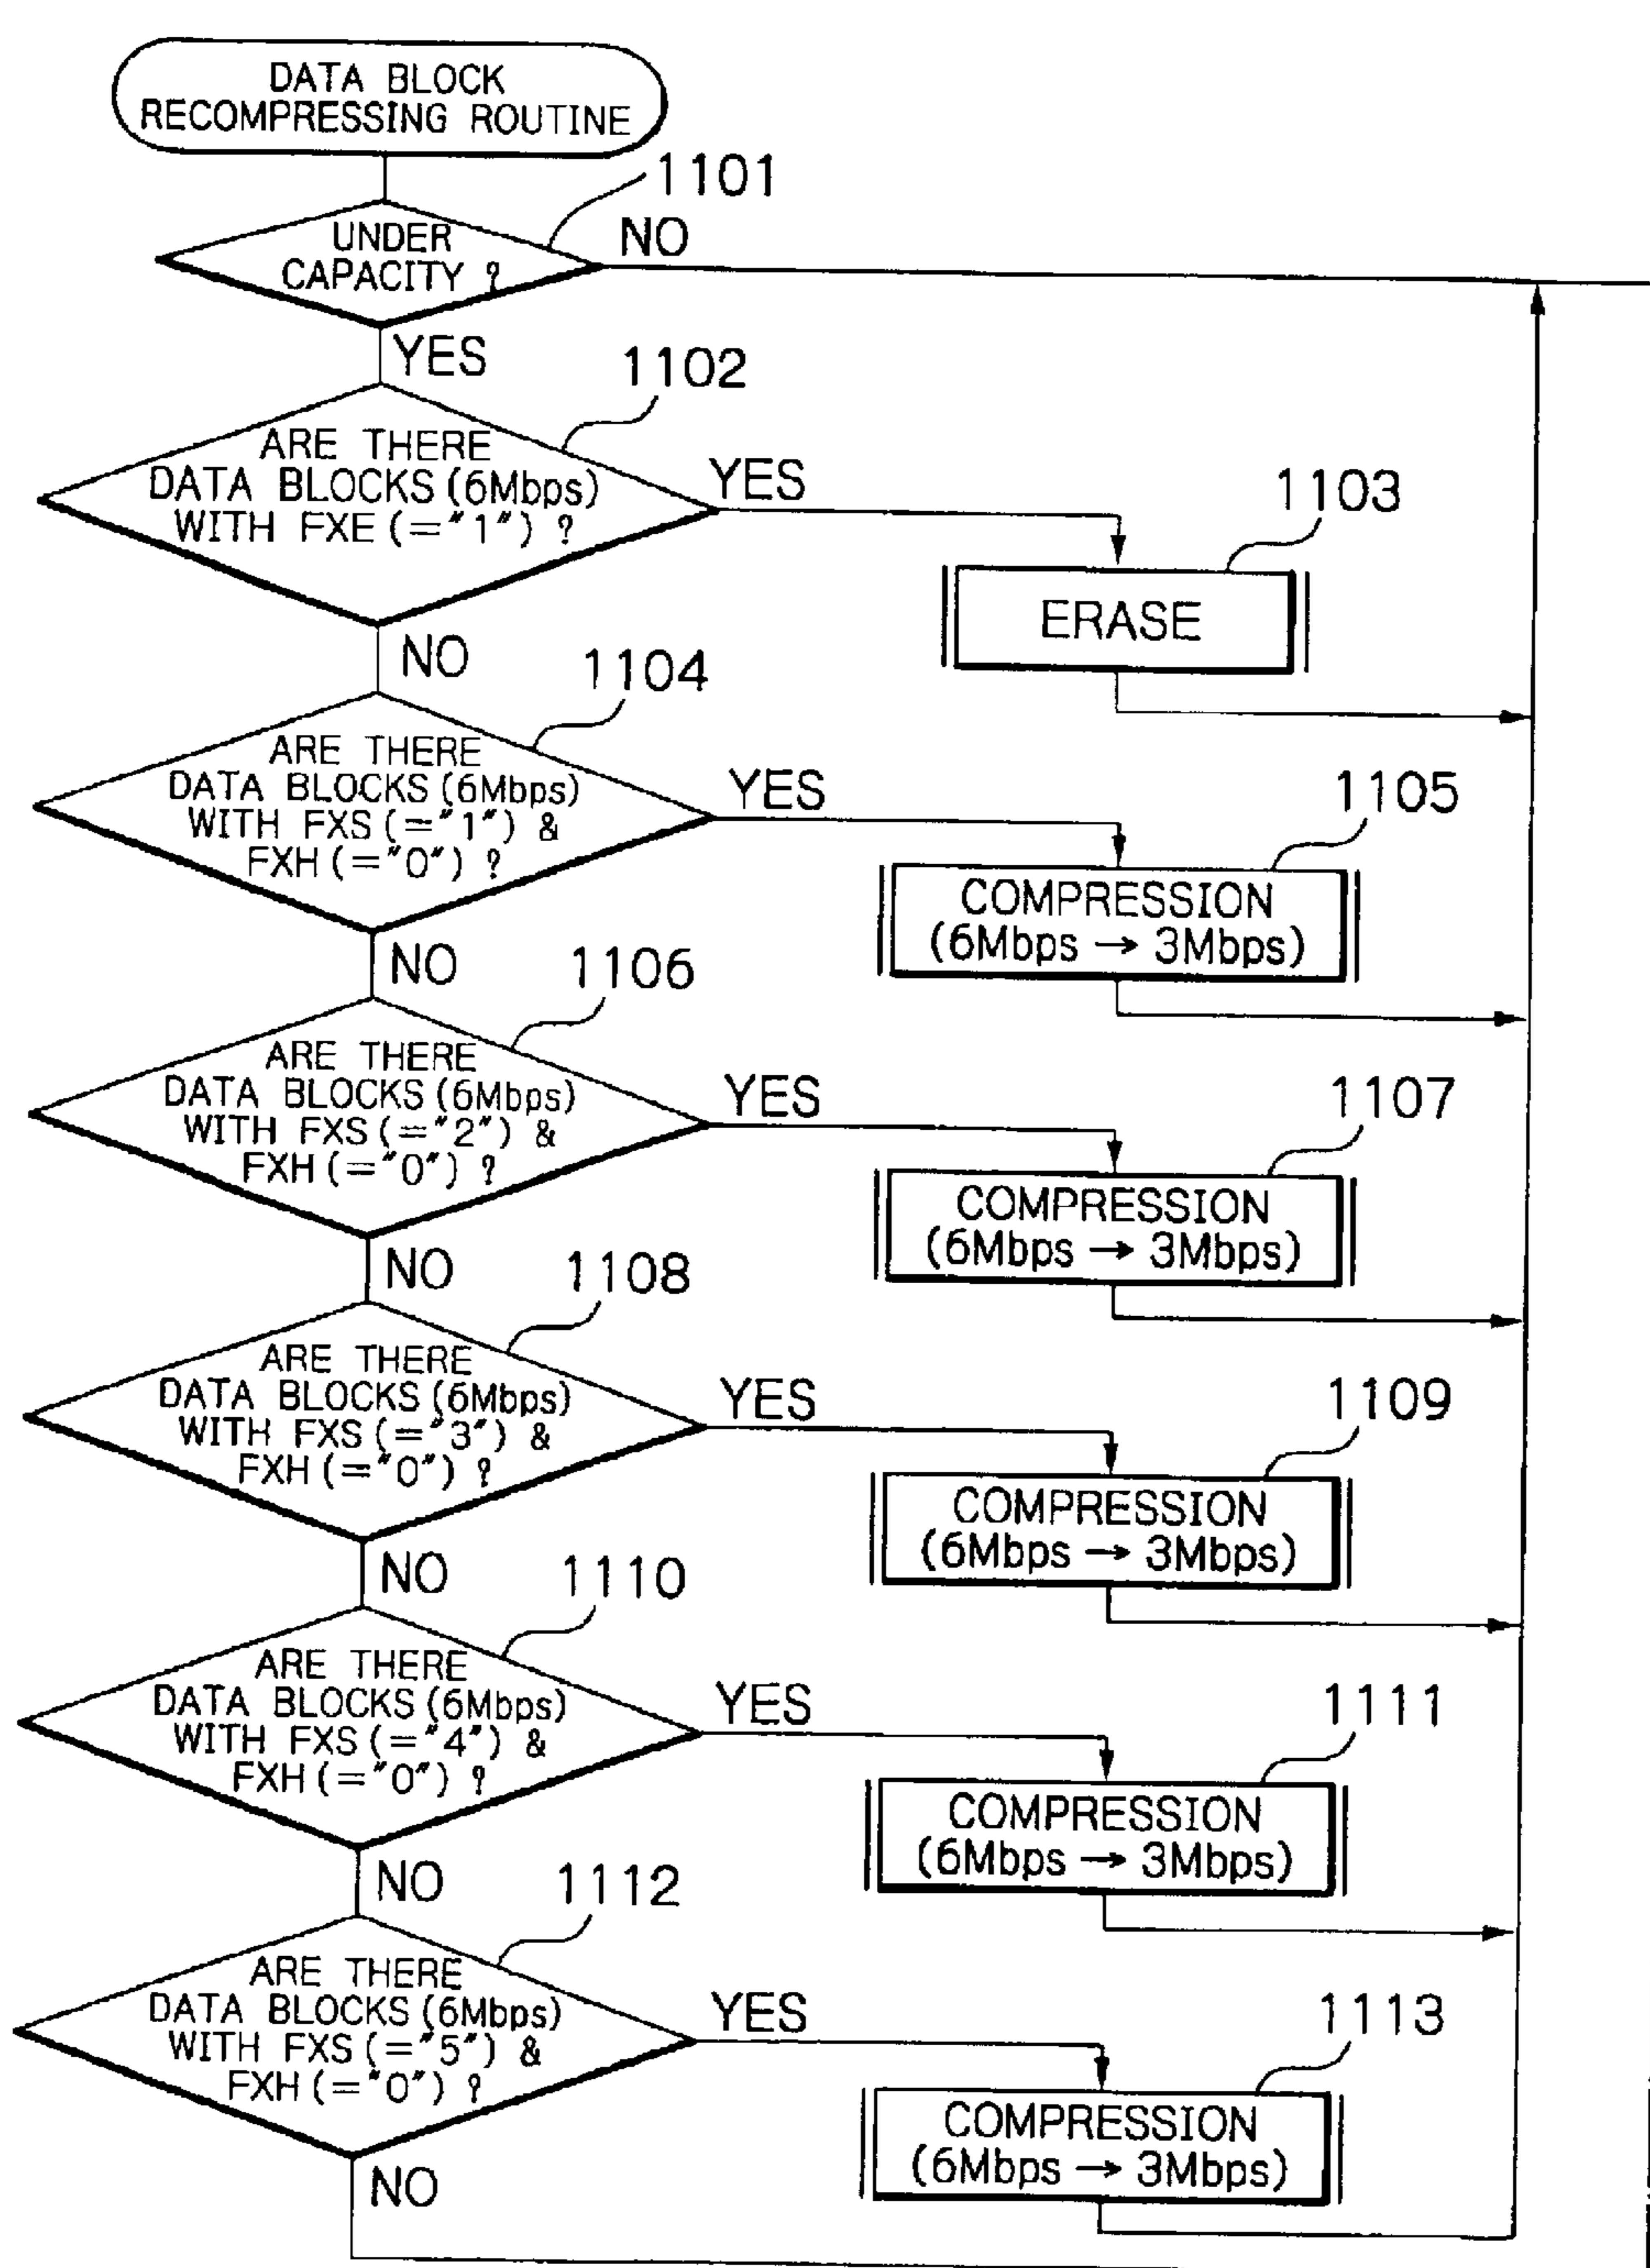 DATA BLOCK
RECOMPRESSING ROUTINE
1101
UNDER
CAPACITY ?
NO
YES
1102
ARE THERE
DATA BLOCKS (6Mbps)
WITH FXE (="1") ?
YES
1103
ERASE
NO
1104
ARE THERE
DATA BLOCKS (6Mbps)
WITH FXS (="1") &
FXH (="0") ?
YES
1105
COMPRESSION
(6Mbps → 3Mbps)
NO
1106
ARE THERE
DATA BLOCKS (6Mbps)
WITH FXS (="2") &
FXH (="0") ?
YES
1107
COMPRESSION
(6Mbps → 3Mbps)
NO
1108
ARE THERE
DATA BLOCKS (6Mbps)
WITH FXS (="3") &
FXH (="0") ?
YES
1109
COMPRESSION
(6Mbps → 3Mbps)
NO
1110
ARE THERE
DATA BLOCKS (6Mbps)
WITH FXS (="4") &
FXH (="0") ?
YES
1111
COMPRESSION
(6Mbps → 3Mbps)
NO
1112
ARE THERE
DATA BLOCKS (6Mbps)
WITH FXS (="5") &
FXH (="0") ?
YES
1113
COMPRESSION
(6Mbps → 3Mbps)
NO